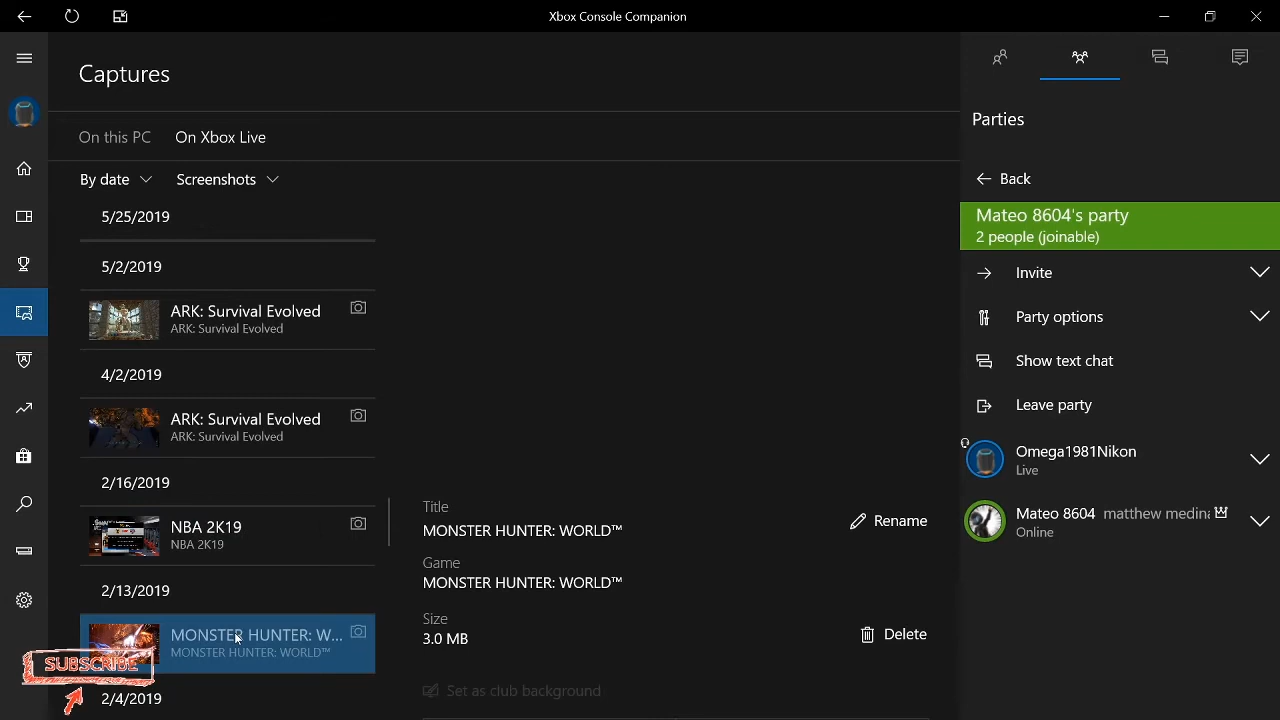 Xbox Console Companion
Captures
On this PC
On Xbox Live
By date
Screenshots
5/25/2019
5/2/2019
ARK: Survival Evolved
ARK: Survival Evolved
4/2/2019
ARK: Survival Evolved
ARK: Survival Evolved
2/16/2019
NBA 2K19
NBA 2K19
2/13/2019
MONSTER HUNTER: W...
MONSTER HUNTER: WORLD™
SUBSCRIBE
2/4/2019
Title
MONSTER HUNTER: WORLD™
Rename
Game
MONSTER HUNTER: WORLD™
Size
3.0 MB
Delete
Set as club background
Parties
Back
Mateo 8604's party
2 people (joinable)
Invite
Party options
Show text chat
Leave party
Omega1981Nikon
Live
Mateo 8604 matthew medina
Online